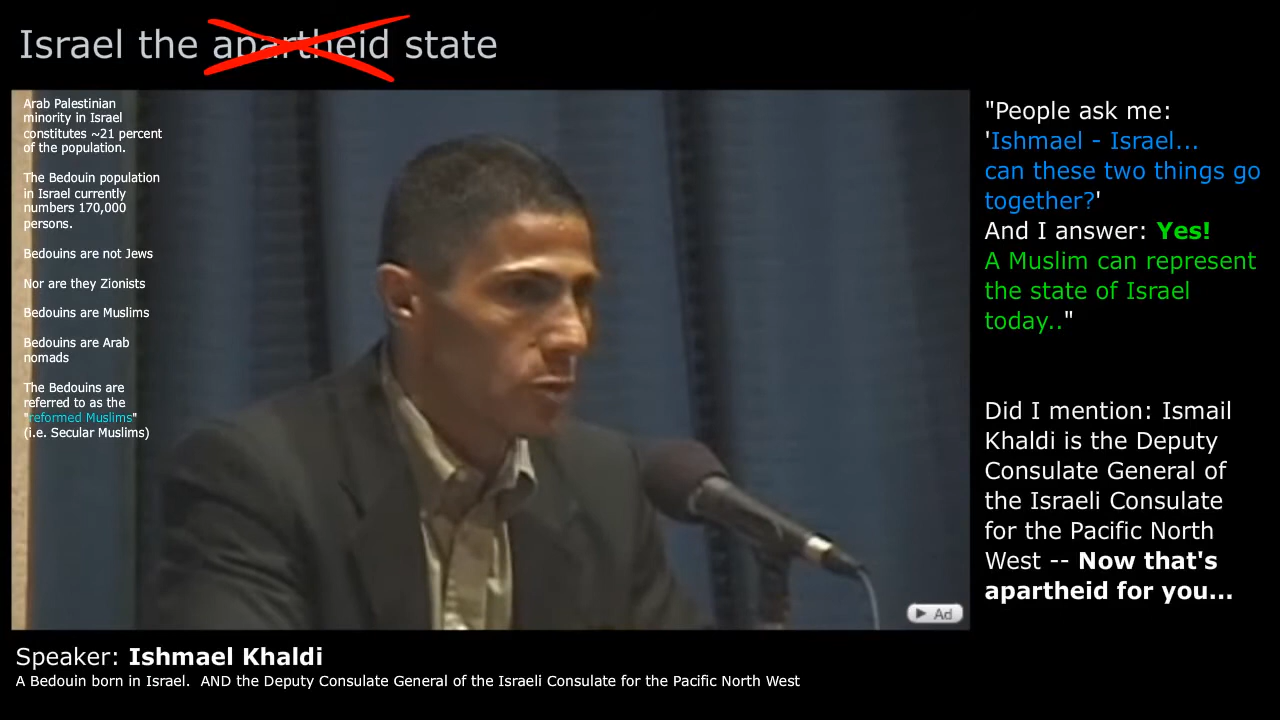 Israel the apartheid state
Arab Palestinian
minority in Israel
constitutes ~21 percent
of the population.
The Bedouin population
in Israel currently
numbers 170,000
persons.
Bedouins are not Jews
Nor are they Zionists
Bedouins are Muslims
Bedouins are Arab
nomads
The Bedouins are
referred to as the
"reformed Muslims"
(i.e. Secular Muslims)
"People ask me:
'Ishmael - Israel...
can these two things go
together?'
And I answer: Yes!
A Muslim can represent
the state of Israel
today.."
Did I mention: Ismail
Khaldi is the Deputy
Consulate General of
the Israeli Consulate
for the Pacific North
West -- Now that's
apartheid for you...
Ad
Speaker: Ishmael Khaldi
A Bedouin born in Israel.  AND the Deputy Consulate General of the Israeli Consulate for the Pacific North West